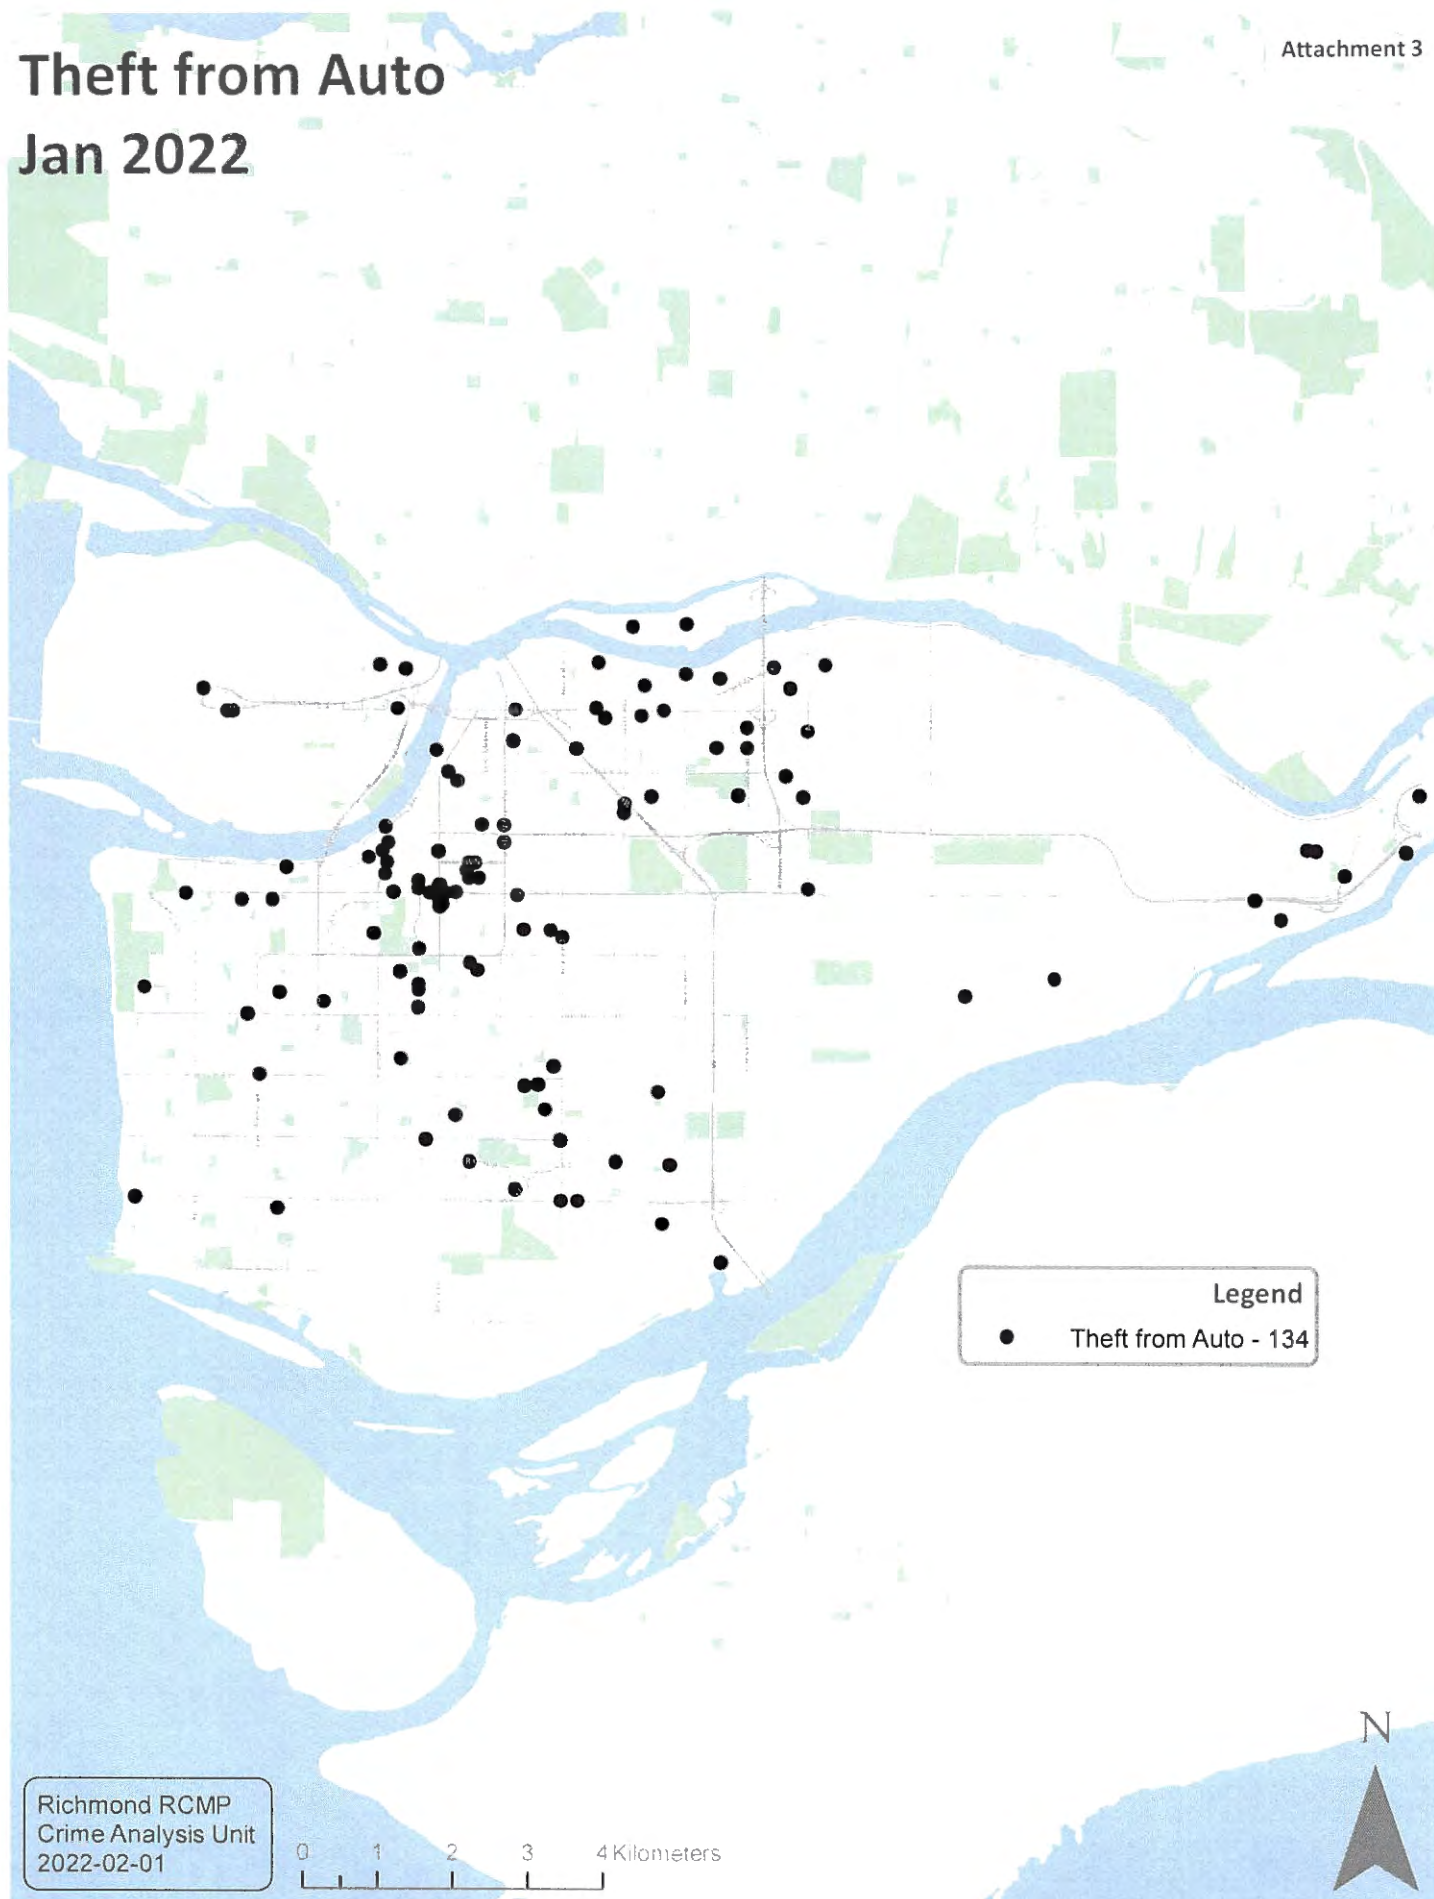 Theft from Auto
Jan 2022
Attachment 3
Legend
Theft from Auto - 134
N
Richmond RCMP
Crime Analysis Unit
2022-02-01
0 1 2 3 4 Kilometers